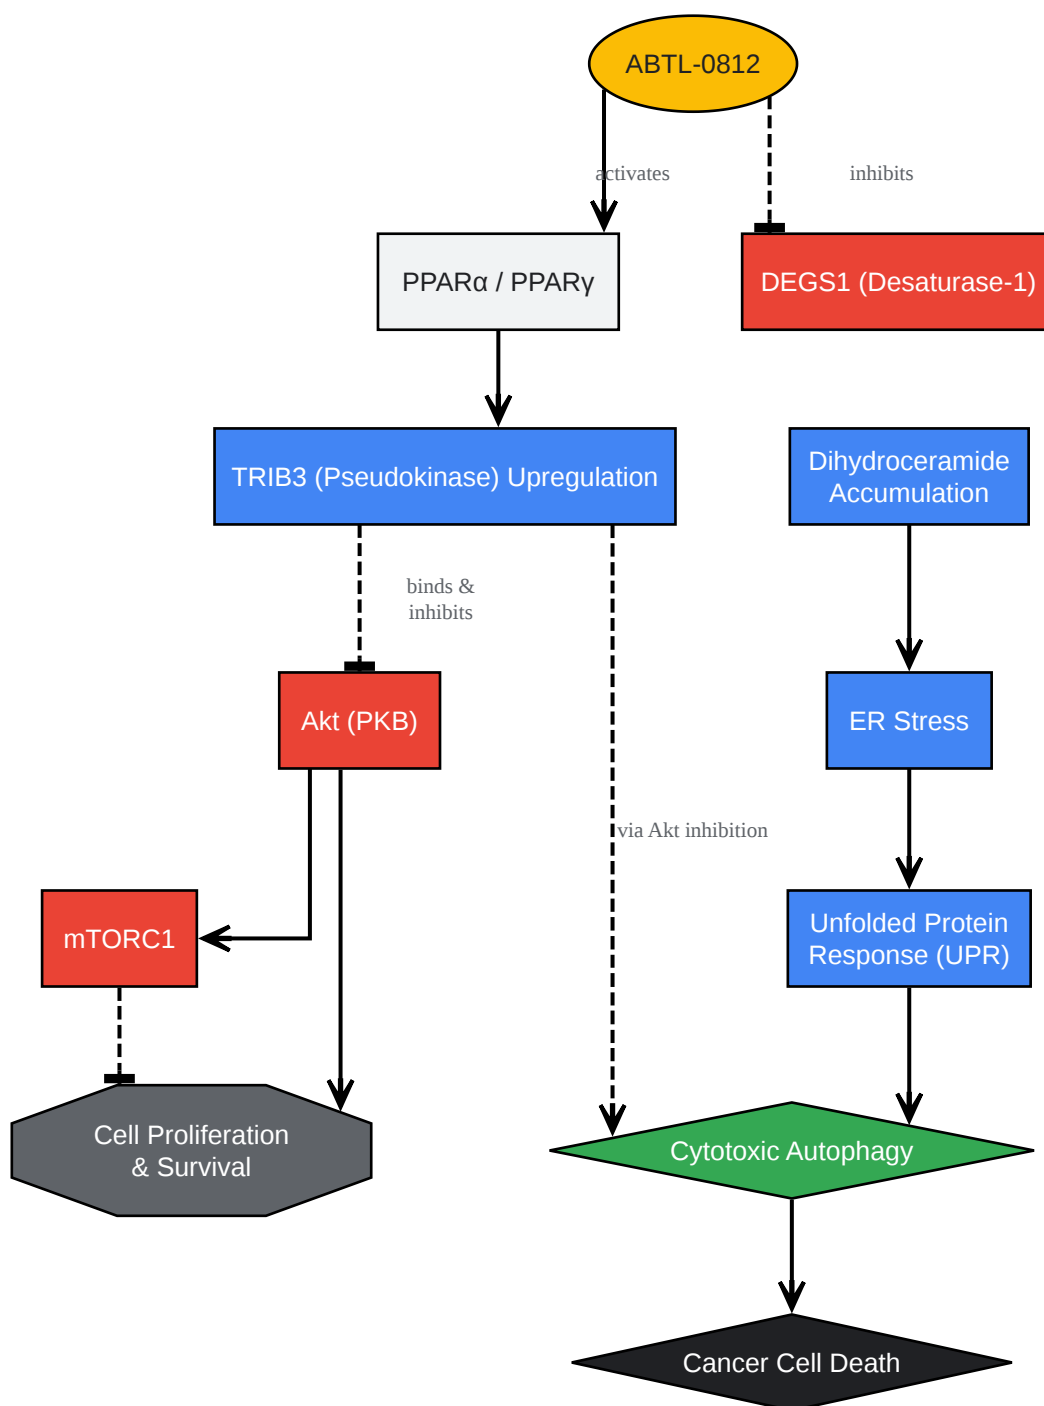 ABTL-0812
activates
inhibits
PPARα / PPARγ
DEGS1 (Desaturase-1)
TRIB3 (Pseudokinase) Upregulation
Dihydroceramide
Accumulation
binds &
inhibits
Akt (PKB)
ER Stress
via Akt inhibition
mTORC1
Unfolded Protein
Response (UPR)
Cell Proliferation
& Survival
Cytotoxic Autophagy
Cancer Cell Death